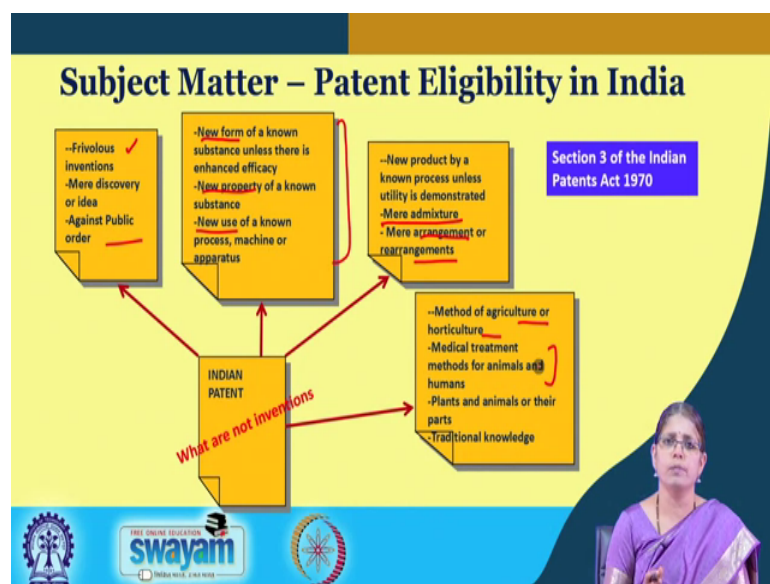 Subject Matter – Patent Eligibility in India
--Frivolous
inventions
-Mere discovery
or idea
-Against Public
order
-New form of a known
substance unless there is
enhanced efficacy
-New property of a known
substance
-New use of a known
process, machine or
apparatus
--New product by a
known process unless
utility is demonstrated
-Mere admixture
- Mere arrangement or
rearrangements
Section 3 of the Indian
Patents Act 1970
--Method of agriculture or
horticulture
-Medical treatment
methods for animals and
humans
-Plants and animals or their
parts
-Traditional knowledge
INDIAN
PATENT
What are not inventions
FREE ONLINE EDUCATION
swayam